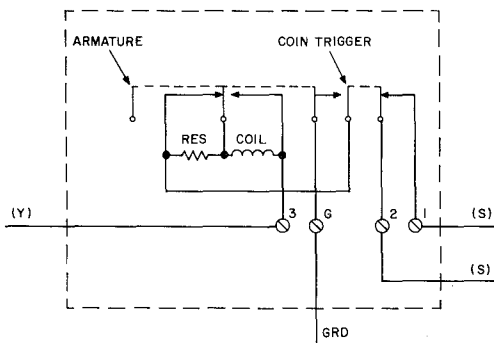 ARMATURE COIN TRIGGER
RES COIL
(Y) 3 G 2 1 (S)
(S)
GRD